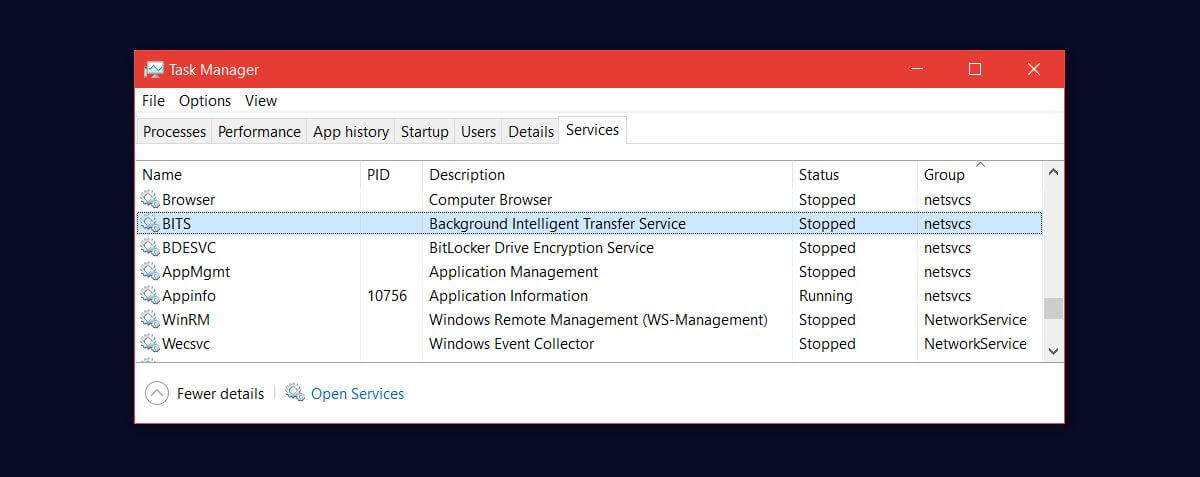 Task Manager
File Options View
Processes Performance App history Startup Users Details Services
Name PID Description Status Group
Browser Computer Browser Stopped netsvcs
BITS Background Intelligent Transfer Service Stopped netsvcs
BDESVC BitLocker Drive Encryption Service Stopped netsvcs
AppMgmt Application Management Stopped netsvcs
Appinfo 10756 Application Information Running netsvcs
WinRM Windows Remote Management (WS-Management) Stopped NetworkService
Wecsvc Windows Event Collector Stopped NetworkService
Fewer details Open Services